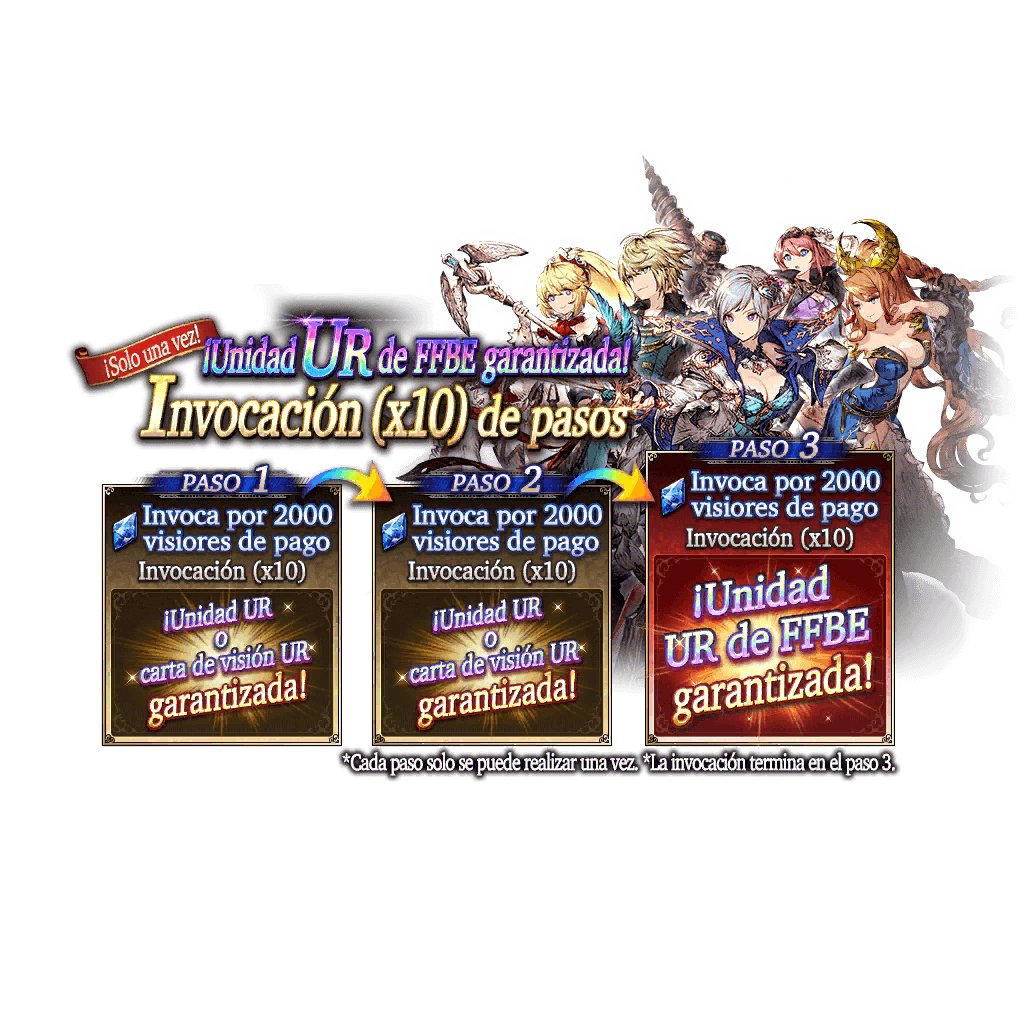 ¡Solo una vez!
¡Unidad UR de FFBE garantizada!
Invocación (x10) de pasos
PASO 1
Invoca por 2000
visiores de pago
Invocación (x10)
¡Unidad UR
o
carta de visión UR
garantizada!
PASO 2
Invoca por 2000
visiores de pago
Invocación (x10)
¡Unidad UR
o
carta de visión UR
garantizada!
PASO 3
Invoca por 2000
visiores de pago
Invocación (x10)
¡Unidad
UR de FFBE
garantizada!
*Cada paso solo se puede realizar una vez. *La invocación termina en el paso 3.